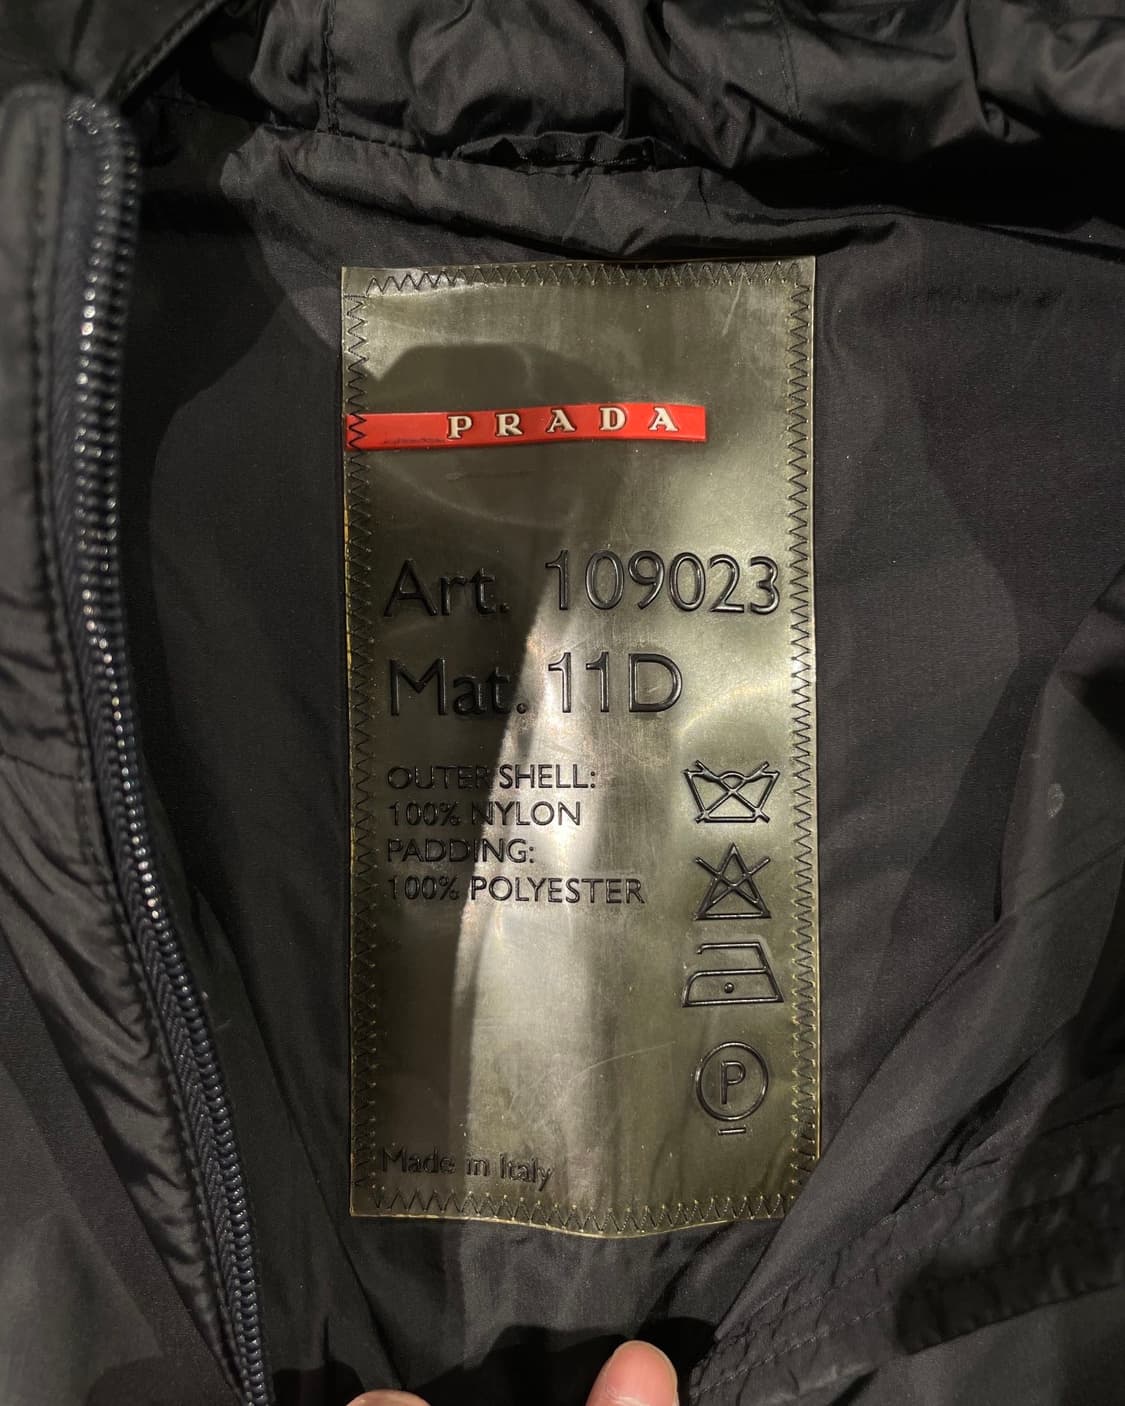 PRADA
Art. 109023
Mat. 11D
OUTER SHELL:
100% NYLON
PADDING:
100% POLYESTER
P
Made in Italy